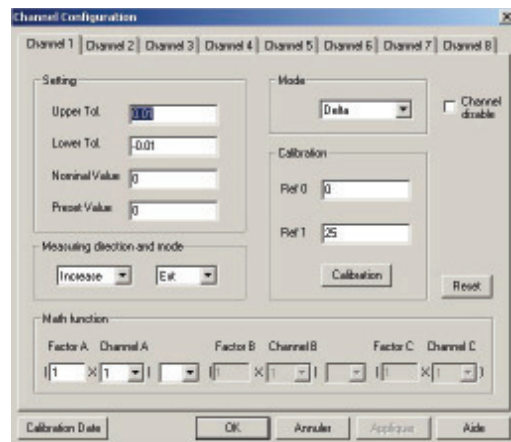 Channel Configuration
Channel 1 Channel 2 Channel 3 Channel 4 Channel 5 Channel 6 Channel 7 Channel 8
Setting
Upper Tol. 0.01
Lower Tol. -0.01
Nominal Value 0
Preset Value 0
Mode
Delta
Channel disable
Calibration
Ref 0 0
Ref 1 25
Calibration
Measuring direction and mode
Increase Ext.
Reset
Math function
Factor A Channel A Factor B Channel B Factor C Channel C
(1 X 1 ) (1 X 1 ) (1 X 1 )
Calibration Date OK Annuler Appliquer Aide